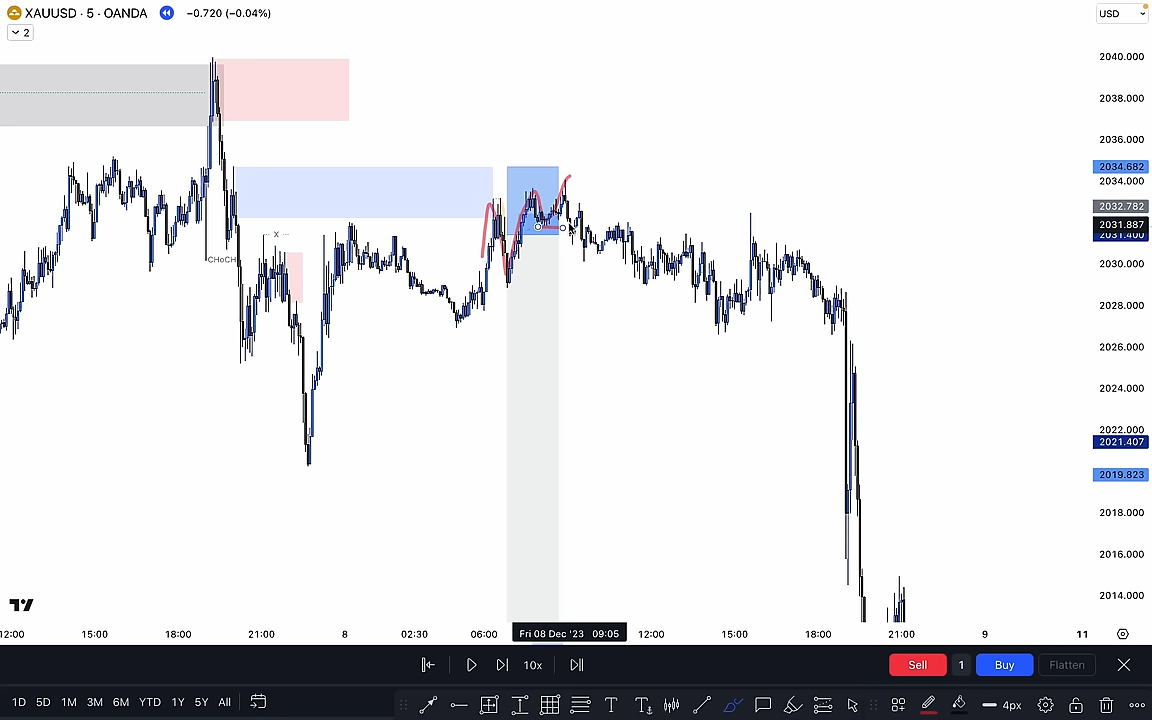 XAUUSD · 5 · OANDA −0.720 (−0.04%)
2
USD
2040.000
2038.000
2036.000
2034.682
2034.000
2032.782
2031.887
2031.400
2030.000
2028.000
2026.000
2024.000
2022.000
2021.407
2019.823
2018.000
2016.000
2014.000
X
CHoCH
12:00 15:00 18:00 21:00 8 02:30 06:00 Fri 08 Dec '23 09:05 12:00 15:00 18:00 21:00 9 11
10x
Sell 1 Buy Flatten
1D 5D 1M 3M 6M YTD 1Y 5Y All
4px